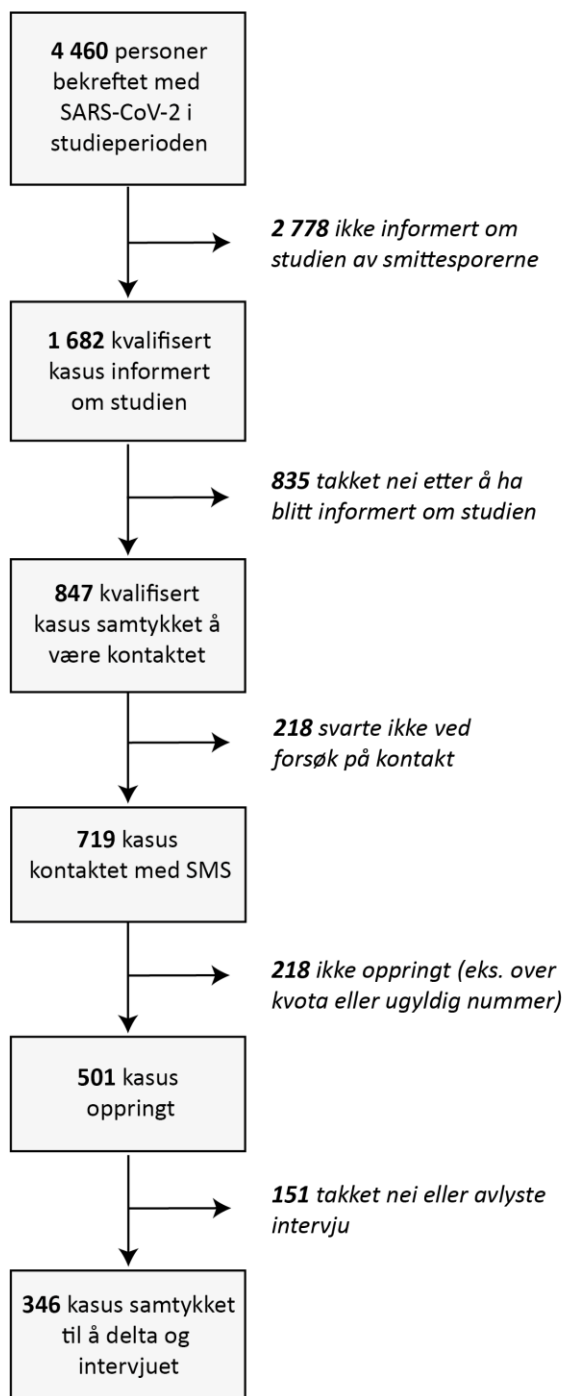 4 460 personer
bekreftet med
SARS-CoV-2 i
studieperioden
2 778 ikke informert om
studien av smittesporerne
1 682 kvalifisert
kasus informert
om studien
835 takket nei etter å ha
blitt informert om studien
847 kvalifisert
kasus samtykket å
være kontaktet
218 svarte ikke ved
forsøk på kontakt
719 kasus
kontaktet med SMS
218 ikke oppringt (eks. over
kvota eller ugyldig nummer)
501 kasus
oppringt
151 takket nei eller avlyste
intervju
346 kasus samtykket
til å delta og
intervjuet